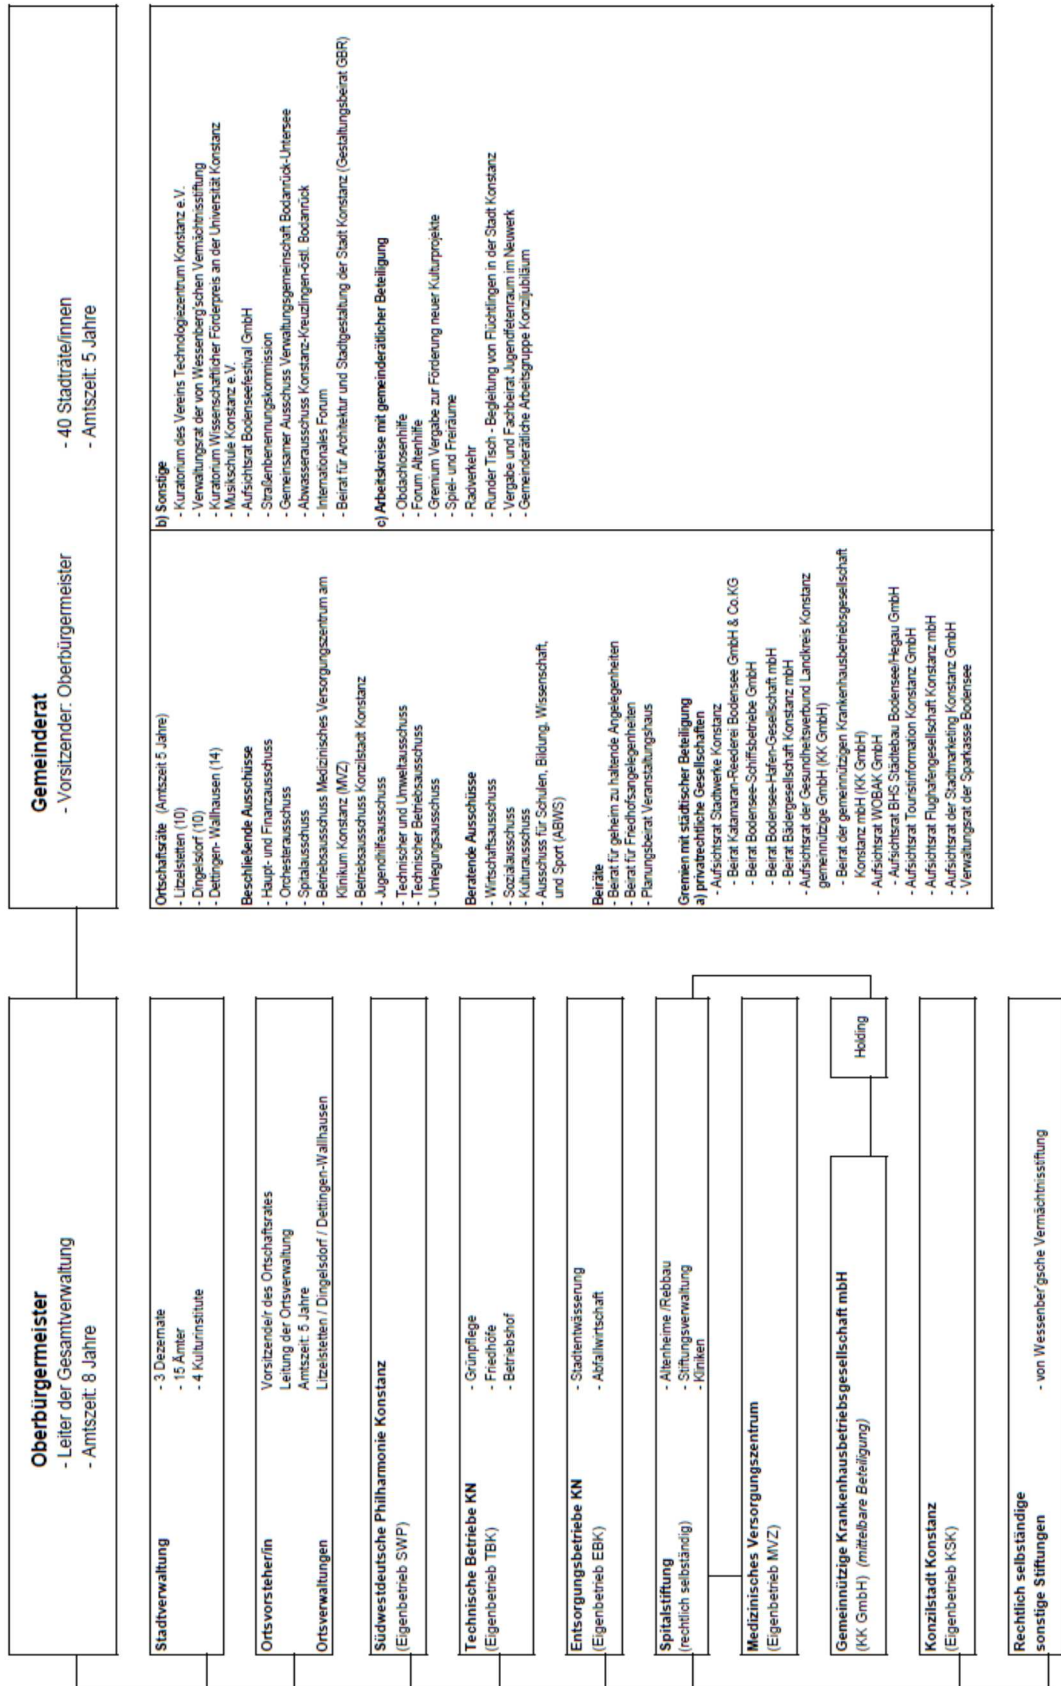 Oberbürgermeister
- Leiter der Gesamtverwaltung
- Amtszeit: 8 Jahre
Gemeinderat
- Vorsitzender: Oberbürgermeister
- 40 Stadträte/innen
- Amtszeit: 5 Jahre
Stadtverwaltung
- 3 Dezernate
- 15 Ämter
- 4 Kulturinstitute
Ortsvorsteher/in
Vorsitzende/r des Ortschaftsrates
Leitung der Ortsverwaltung
Amtszeit: 5 Jahre
Ortsverwaltungen
Litzelstetten / Dingelsdorf / Dettingen-Wallhausen
Südwestdeutsche Philharmonie Konstanz
(Eigenbetrieb SWP)
Technische Betriebe KN
(Eigenbetrieb TBK)
- Grünpflege
- Friedhöfe
- Betriebshof
Entsorgungsbetriebe KN
(Eigenbetrieb EBK)
- Stadtentwässerung
- Abfallwirtschaft
Spitalstiftung
(rechtlich selbständig)
- Altenheime /Rebbau
- Stiftungsverwaltung
- Kliniken
Medizinisches Versorgungszentrum
(Eigenbetrieb MVZ)
Gemeinnützige Krankenhausbetriebsgesellschaft mbH
(KK GmbH) (mittelbare Beteiligung)
Holding
Konzilstadt Konstanz
(Eigenbetrieb KSK)
Rechtlich selbständige
sonstige Stiftungen
- von Wessenberg'sche Vermächtnisstiftung
Ortschaftsräte (Amtszeit 5 Jahre)
- Litzelstetten (10)
- Dingelsdorf (10)
- Dettingen- Wallhausen (14)
Beschließende Ausschüsse
- Haupt- und Finanzausschuss
- Orchesterausschuss
- Spitalausschuss
- Betriebsausschuss Medizinisches Versorgungszentrum am
Klinikum Konstanz (MVZ)
- Betriebsausschuss Konzilstadt Konstanz
- Jugendhilfeausschuss
- Technischer und Umweltausschuss
- Technischer Betriebsausschuss
- Umlegungsausschuss
Beratende Ausschüsse
- Wirtschaftsausschuss
- Sozialausschuss
- Kulturausschuss
- Ausschuss für Schulen, Bildung, Wissenschaft,
und Sport (ABWS)
Beiräte
- Beirat für geheim zu haltende Angelegenheiten
- Beirat für Friedhofsangelegenheiten
- Planungsbeirat Veranstaltungshaus
Gremien mit städtischer Beteiligung
a) privatrechtliche Gesellschaften
- Aufsichtsrat Stadtwerke Konstanz
- Beirat Katamaran-Reederei Bodensee GmbH & Co.KG
- Beirat Bodensee-Schiffsbetriebe GmbH
- Beirat Bodensee-Hafen-Gesellschaft mbH
- Beirat Bädergesellschaft Konstanz mbH
- Aufsichtsrat der Gesundheitsverbund Landkreis Konstanz
gemeinnützige GmbH (KK GmbH)
- Beirat der gemeinnützigen Krankenhausbetriebsgesellschaft
Konstanz mbH (KK GmbH)
- Aufsichtsrat WOBAK GmbH
- Aufsichtsrat BHS Städtebau Bodensee/Hegau GmbH
- Aufsichtsrat Touristinformation Konstanz GmbH
- Aufsichtsrat Flughafengesellschaft Konstanz mbH
- Aufsichtsrat der Stadtmarketing Konstanz GmbH
- Verwaltungsrat der Sparkasse Bodensee
b) Sonstige
- Kuratorium des Vereins Technologiezentrum Konstanz e.V.
- Verwaltungsrat der von Wessenberg'schen Vermächtnisstiftung
- Kuratorium Wissenschaftlicher Förderpreis an der Universität Konstanz
- Musikschule Konstanz e.V.
- Aufsichtsrat Bodenseefestival GmbH
- Straßenbenennungskommission
- Gemeinsamer Ausschuss Verwaltungsgemeinschaft Bodanrück-Untersee
- Abwasserausschuss Konstanz-Kreuzlingen-östl. Bodanrück
- Internationales Forum
- Beirat für Architektur und Stadtgestaltung der Stadt Konstanz (Gestaltungsbeirat GBR)
c) Arbeitskreise mit gemeinderätlicher Beteiligung
- Obdachlosenhilfe
- Forum Altenhilfe
- Gremium Vergabe zur Förderung neuer Kulturprojekte
- Spiel- und Freiräume
- Radverkehr
- Runder Tisch - Begleitung von Flüchtlingen in der Stadt Konstanz
- Vergabe und Fachbeirat Jugendfetenraum im Neuwerk
- Gemeinderätliche Arbeitsgruppe Konziljubiläum